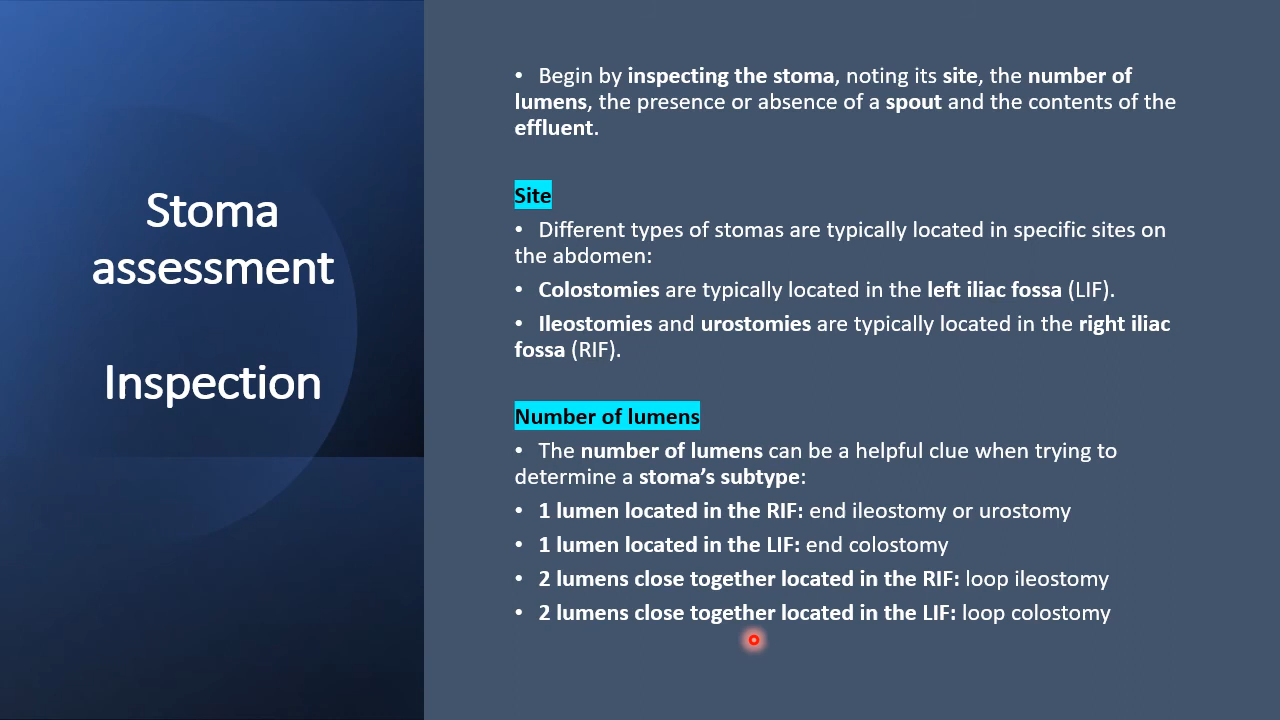 Stoma
assessment
Inspection
• Begin by inspecting the stoma, noting its site, the number of
lumens, the presence or absence of a spout and the contents of the
effluent.
Site
• Different types of stomas are typically located in specific sites on
the abdomen:
• Colostomies are typically located in the left iliac fossa (LIF).
• Ileostomies and urostomies are typically located in the right iliac
fossa (RIF).
Number of lumens
• The number of lumens can be a helpful clue when trying to
determine a stoma’s subtype:
• 1 lumen located in the RIF: end ileostomy or urostomy
• 1 lumen located in the LIF: end colostomy
• 2 lumens close together located in the RIF: loop ileostomy
• 2 lumens close together located in the LIF: loop colostomy